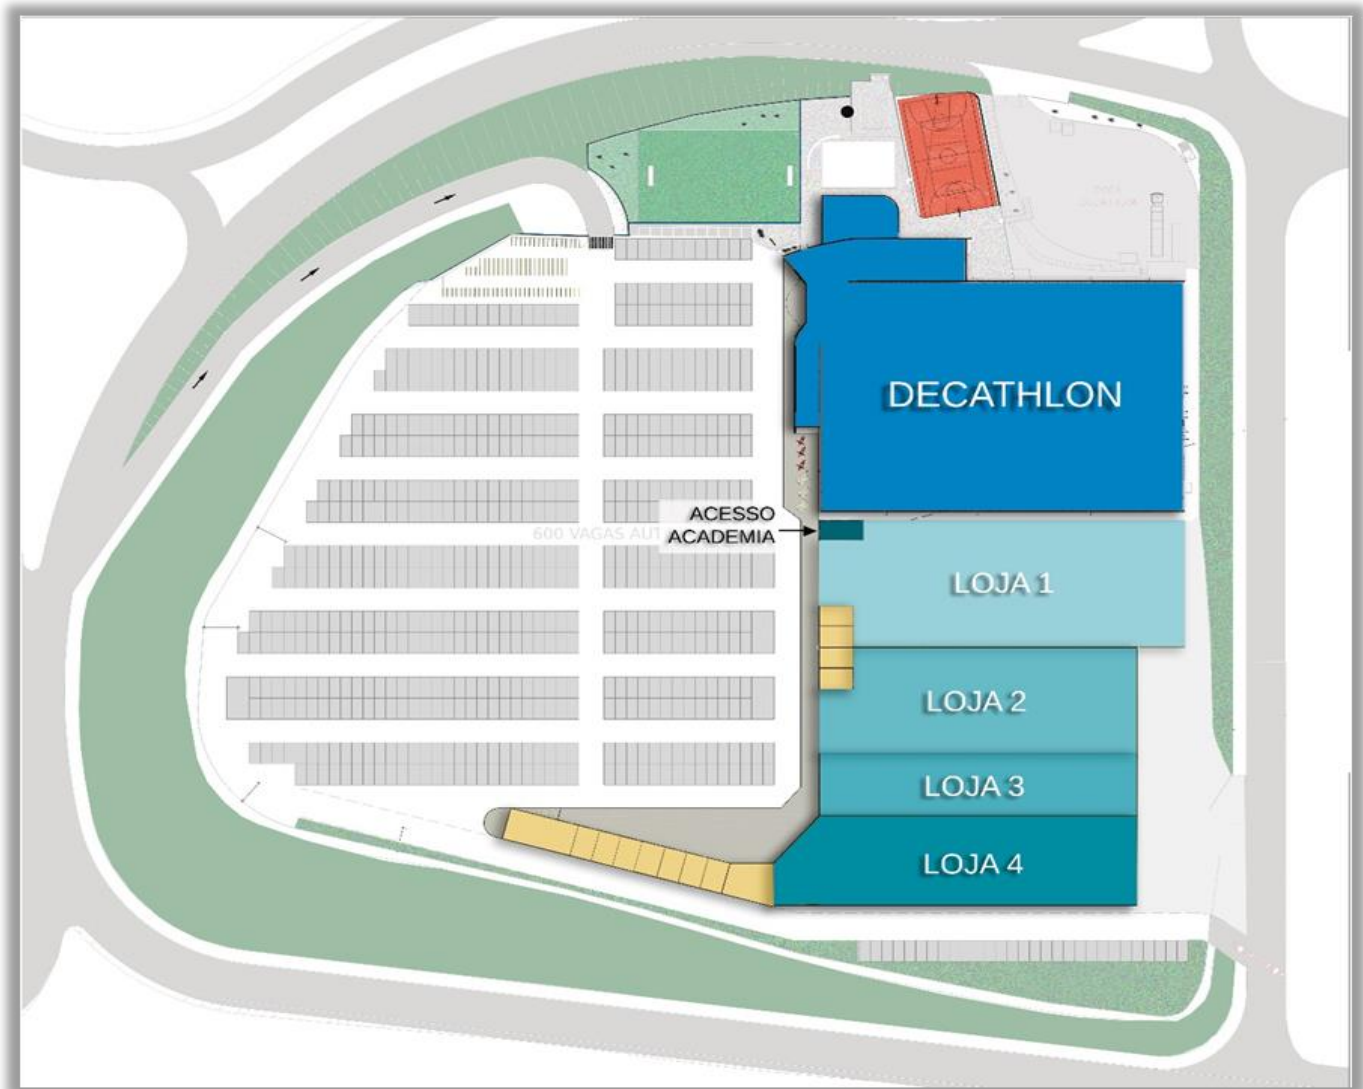 DECATHLON
ACESSO
ACADEMIA
600 VAGAS AUT
LOJA 1
LOJA 2
LOJA 3
LOJA 4